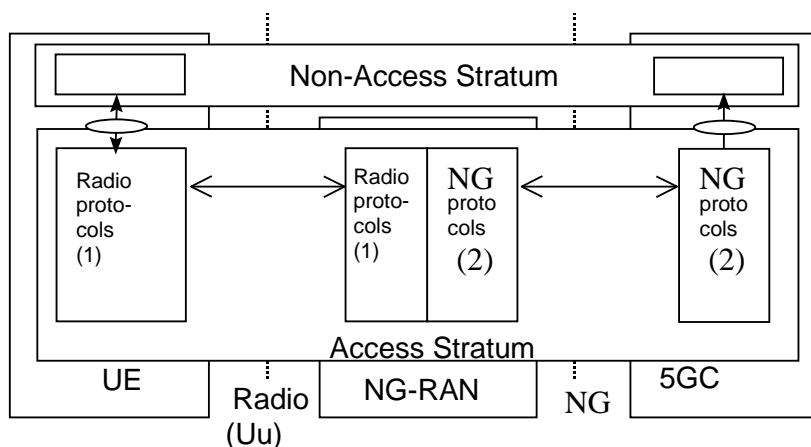 Non-Access Stratum
Radio
proto-
cols
(1)
Radio
proto-
cols
(1)
NG
proto
cols
(2)
NG
proto
cols
(2)
Access Stratum
UE
Radio
(Uu)
NG-RAN
NG
5GC